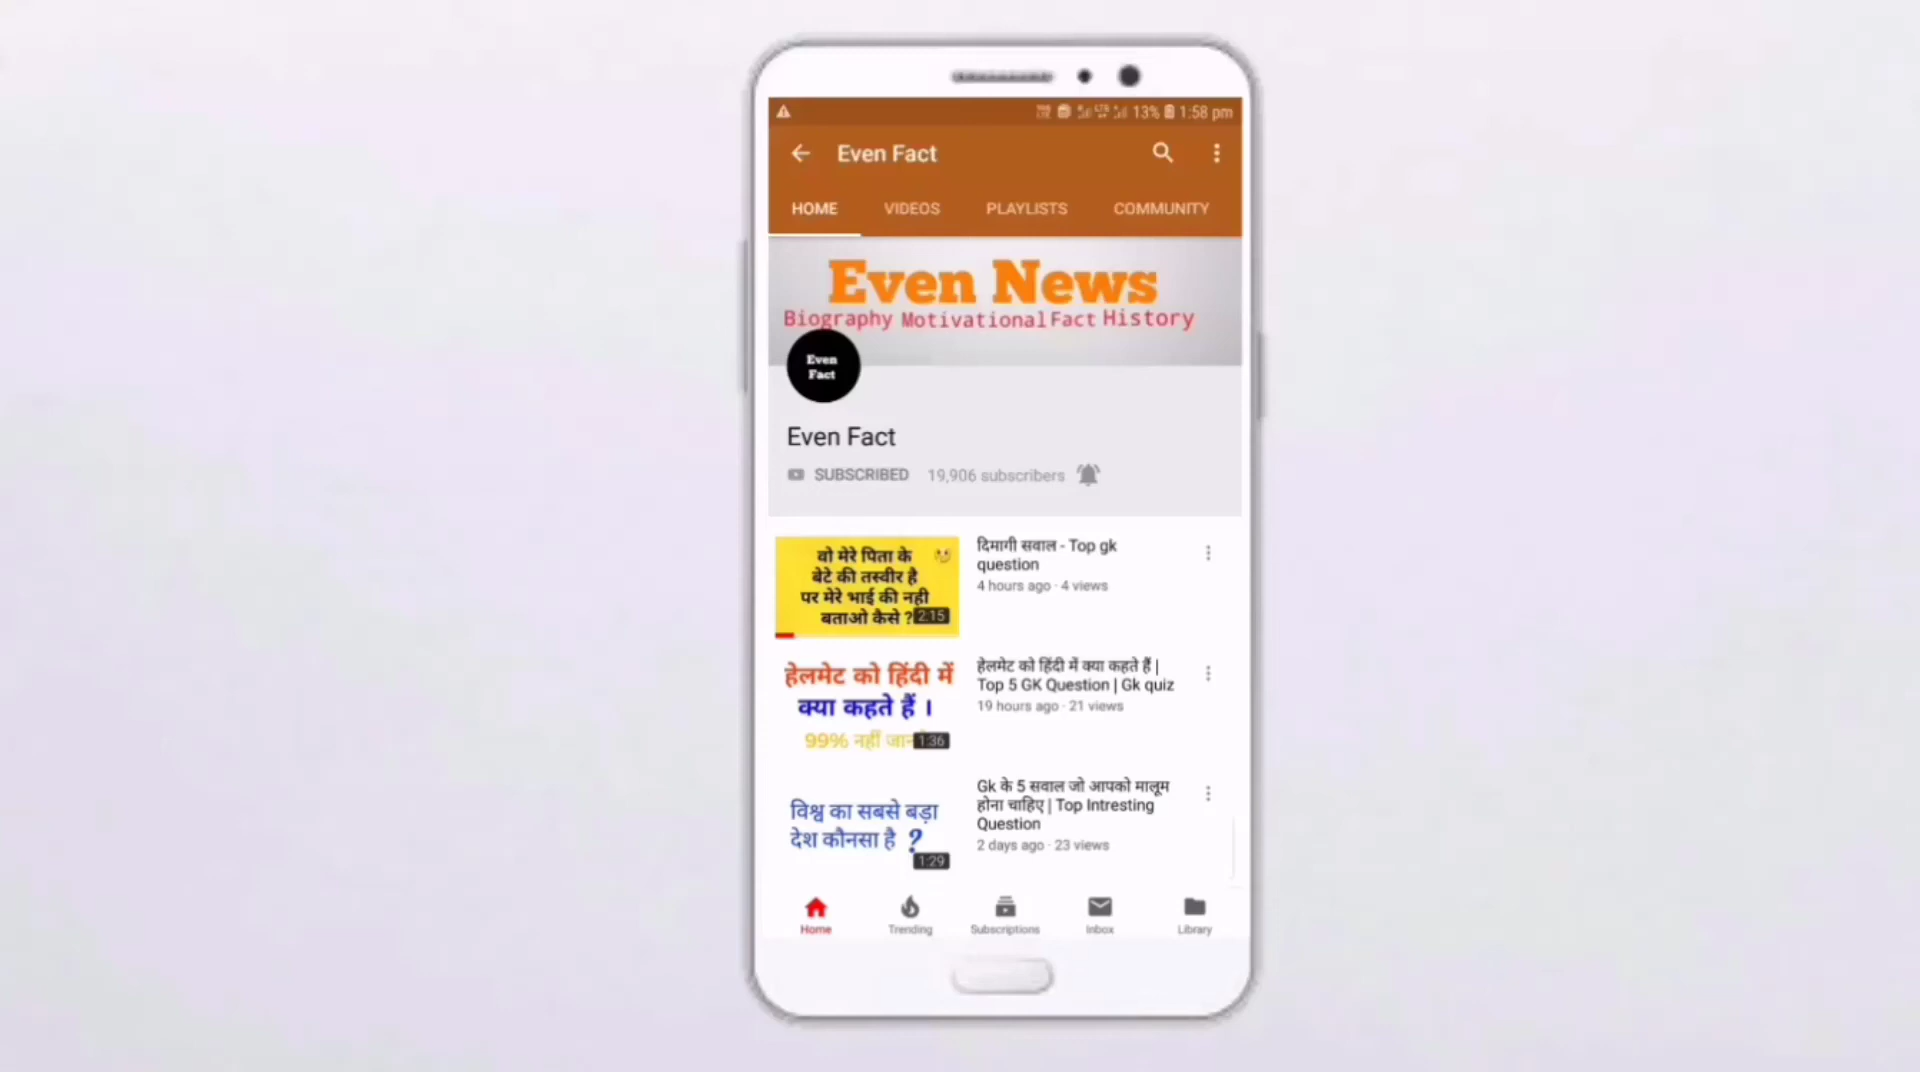 13% 1:58 pm
Even Fact
HOME VIDEOS PLAYLISTS COMMUNITY
Even News
Biography Motivational Fact History
Even
Fact
Even Fact
SUBSCRIBED 19,906 subscribers
वो मेरे पिता के
बेटे की तस्वीर है
पर मेरे भाई की नही
बताओ कैसे ?
2:15
दिमागी सवाल - Top gk
question
4 hours ago · 4 views
हेलमेट को हिंदी में
क्या कहते हैं ।
99% नहीं
1:36
हेलमेट को हिंदी में क्या कहते हैं |
Top 5 GK Question | Gk quiz
19 hours ago · 21 views
विश्व का सबसे बड़ा
देश कौनसा है ?
1:29
Gk के 5 सवाल जो आपको मालूम
होना चाहिए | Top Intresting
Question
2 days ago · 23 views
Home Trending Subscriptions Inbox Library